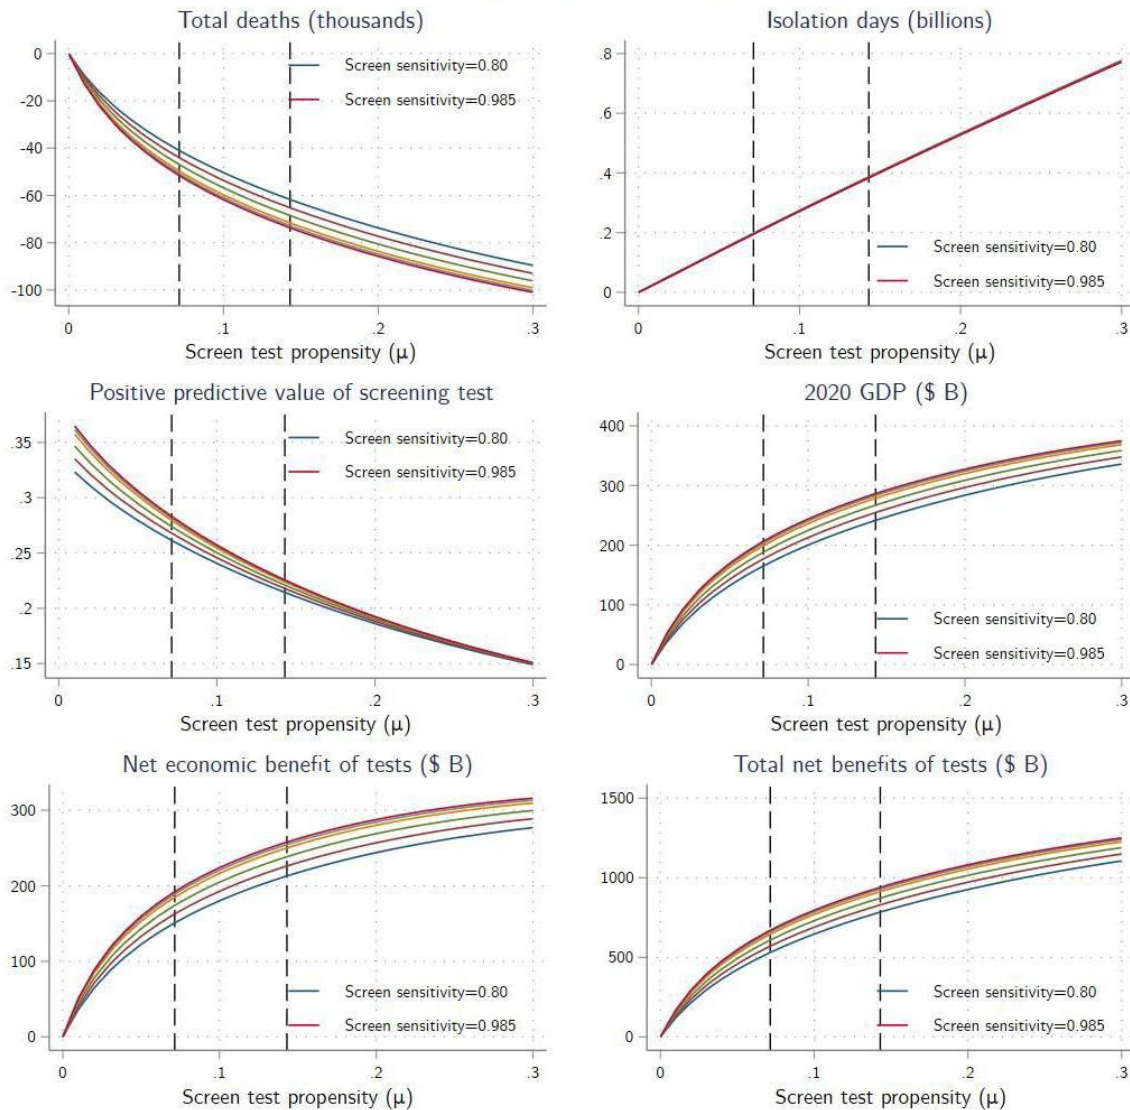 Total deaths (thousands)
0
-20
-40
-60
-80
-100
Screen sensitivity=0.80
Screen sensitivity=0.985
0 .1 .2 .3
Screen test propensity (μ)
Isolation days (billions)
.8
.6
.4
.2
0
Screen sensitivity=0.80
Screen sensitivity=0.985
0 .1 .2 .3
Screen test propensity (μ)
Positive predictive value of screening test
.35
.3
.25
.2
.15
Screen sensitivity=0.80
Screen sensitivity=0.985
0 .1 .2 .3
Screen test propensity (μ)
2020 GDP ($ B)
400
300
200
100
0
Screen sensitivity=0.80
Screen sensitivity=0.985
0 .1 .2 .3
Screen test propensity (μ)
Net economic benefit of tests ($ B)
300
200
100
0
Screen sensitivity=0.80
Screen sensitivity=0.985
0 .1 .2 .3
Screen test propensity (μ)
Total net benefits of tests ($ B)
1500
1000
500
0
Screen sensitivity=0.80
Screen sensitivity=0.985
0 .1 .2 .3
Screen test propensity (μ)